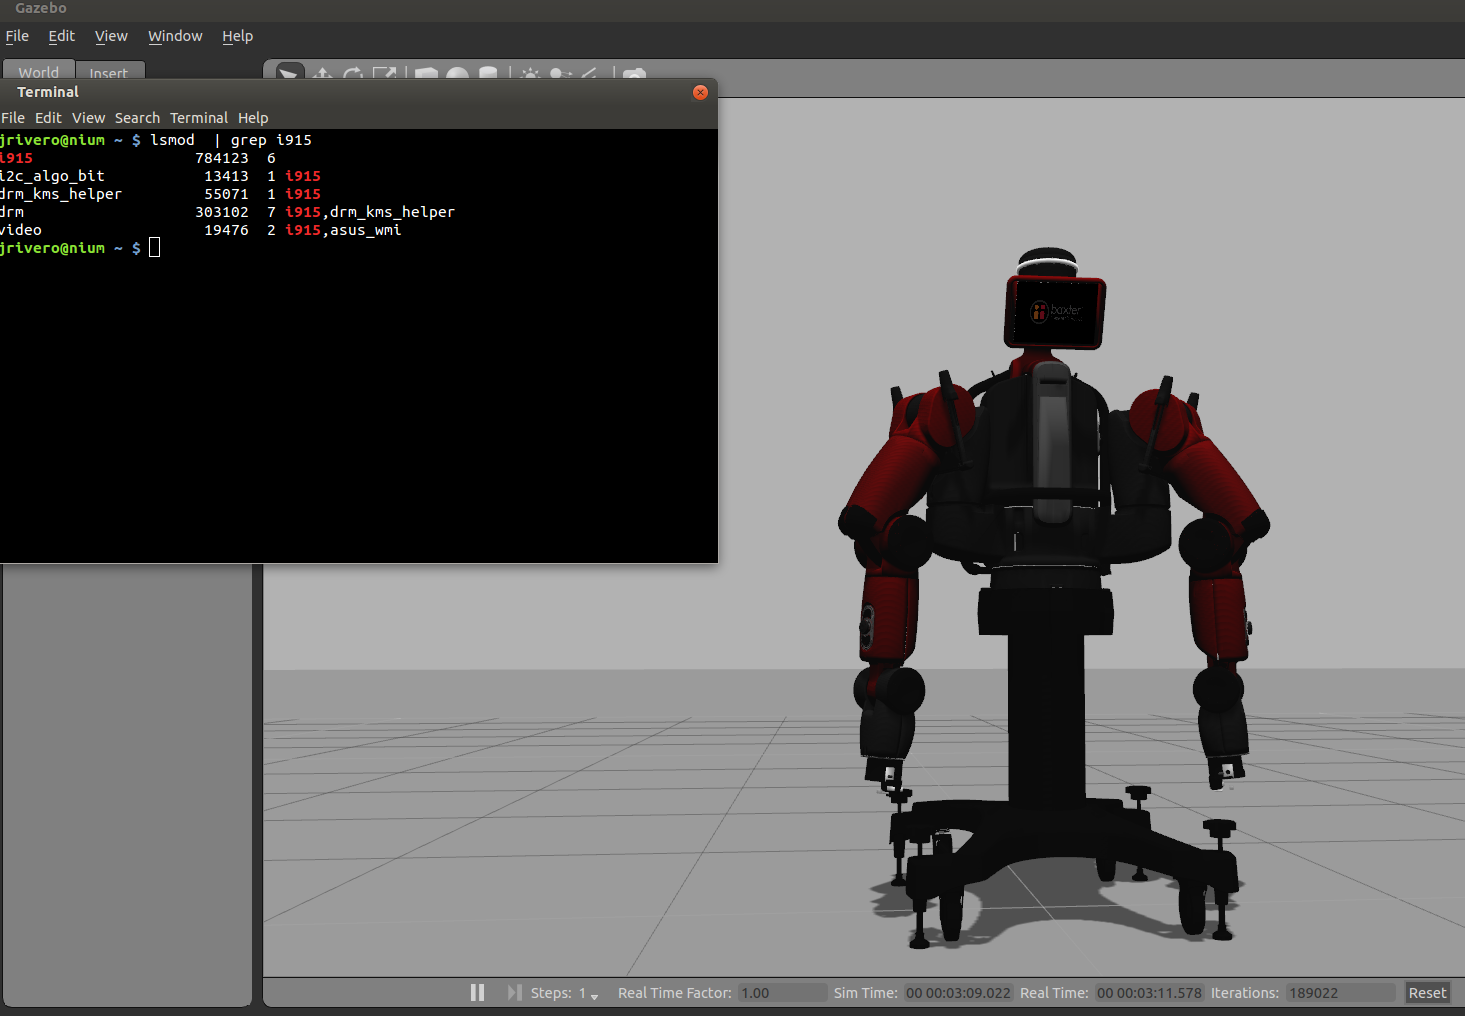 Gazebo
File Edit View Window Help
World Insert
Terminal
File Edit View Search Terminal Help
jrivero@nium ~ $ lsmod  | grep i915
i915 784123 6
i2c_algo_bit 13413 1 i915
drm_kms_helper 55071 1 i915
drm 303102 7 i915,drm_kms_helper
video 19476 2 i915,asus_wmi
jrivero@nium ~ $
baxter
Steps: 1 Real Time Factor: 1.00 Sim Time: 00 00:03:09.022 Real Time: 00 00:03:11.578 Iterations: 189022 Reset